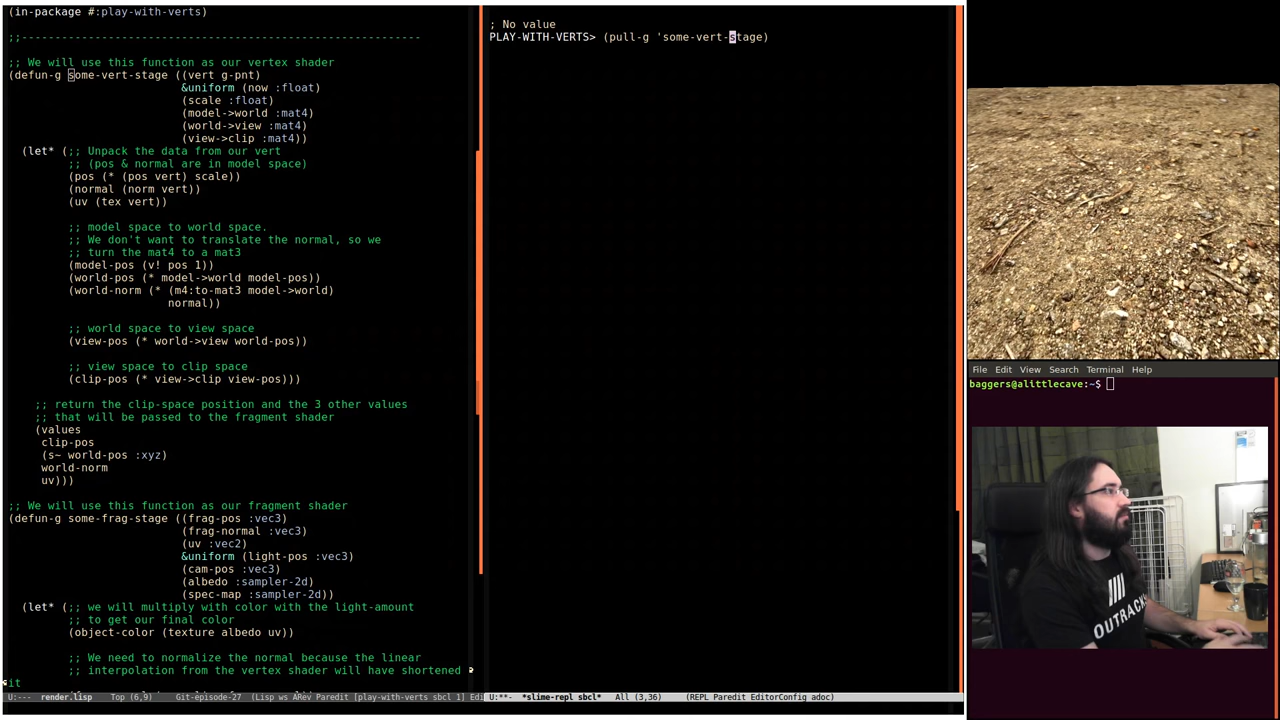 (in-package #:play-with-verts)
;;-------------------------------------------------------------
;; We will use this function as our vertex shader
(defun-g some-vert-stage ((vert g-pnt)
&uniform (now :float)
(scale :float)
(model->world :mat4)
(world->view :mat4)
(view->clip :mat4))
(let* (;; Unpack the data from our vert
;; (pos & normal are in model space)
(pos (* (pos vert) scale))
(normal (norm vert))
(uv (tex vert))
;; model space to world space.
;; We don't want to translate the normal, so we
;; turn the mat4 to a mat3
(model-pos (v! pos 1))
(world-pos (* model->world model-pos))
(world-norm (* (m4:to-mat3 model->world)
normal))
;; world space to view space
(view-pos (* world->view world-pos))
;; view space to clip space
(clip-pos (* view->clip view-pos)))
;; return the clip-space position and the 3 other values
;; that will be passed to the fragment shader
(values
clip-pos
(s~ world-pos :xyz)
world-norm
uv)))
;; We will use this function as our fragment shader
(defun-g some-frag-stage ((frag-pos :vec3)
(frag-normal :vec3)
(uv :vec2)
&uniform (light-pos :vec3)
(cam-pos :vec3)
(albedo :sampler-2d)
(spec-map :sampler-2d))
(let* (;; we will multiply with color with the light-amount
;; to get our final color
(object-color (texture albedo uv))
;; We need to normalize the normal because the linear
;; interpolation from the vertex shader will have shortened
it
U:--- render.lisp Top (6,9) Git-episode-27 (Lisp ws ARev Paredit [play-with-verts sbcl 1] Edi
; No value
PLAY-WITH-VERTS> (pull-g 'some-vert-stage)
U:**- *slime-repl sbcl* All (3,36) (REPL Paredit EditorConfig adoc)
File Edit View Search Terminal Help
baggers@alittlecave:~$
OUTRACKS